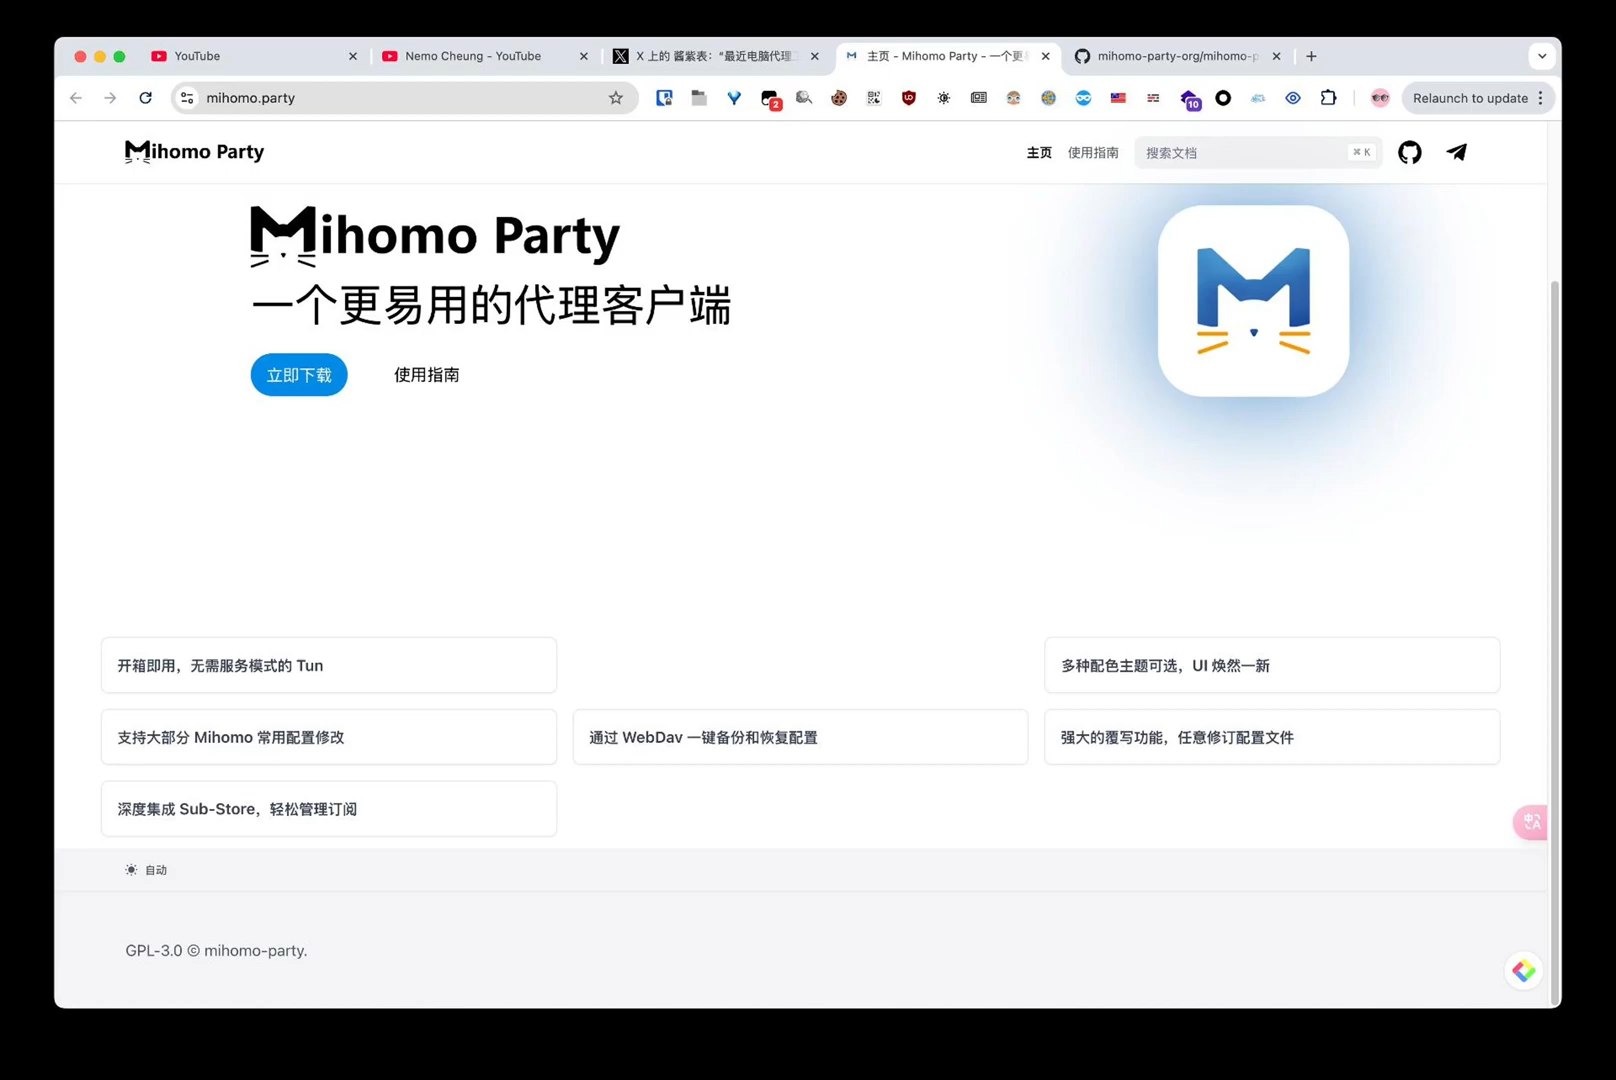 YouTube
Nemo Cheung - YouTube
X 上的 酱紫表：“最近电脑代理
主页 - Mihomo Party - 一个更
mihomo-party-org/mihomo-p
mihomo.party
2
10
Relaunch to update
Mihomo Party
主页
使用指南
搜索文档
⌘ K
Mihomo Party
一个更易用的代理客户端
立即下载
使用指南
开箱即用，无需服务模式的 Tun
多种配色主题可选，UI 焕然一新
支持大部分 Mihomo 常用配置修改
通过 WebDav 一键备份和恢复配置
强大的覆写功能，任意修订配置文件
深度集成 Sub-Store，轻松管理订阅
自动
GPL-3.0 © mihomo-party.